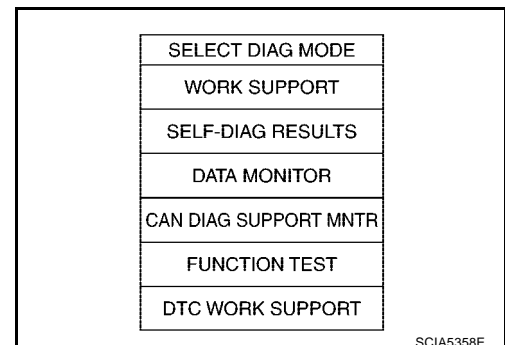 SELECT DIAG MODE
WORK SUPPORT
SELF-DIAG RESULTS
DATA MONITOR
CAN DIAG SUPPORT MNTR
FUNCTION TEST
DTC WORK SUPPORT
SCIA5358E